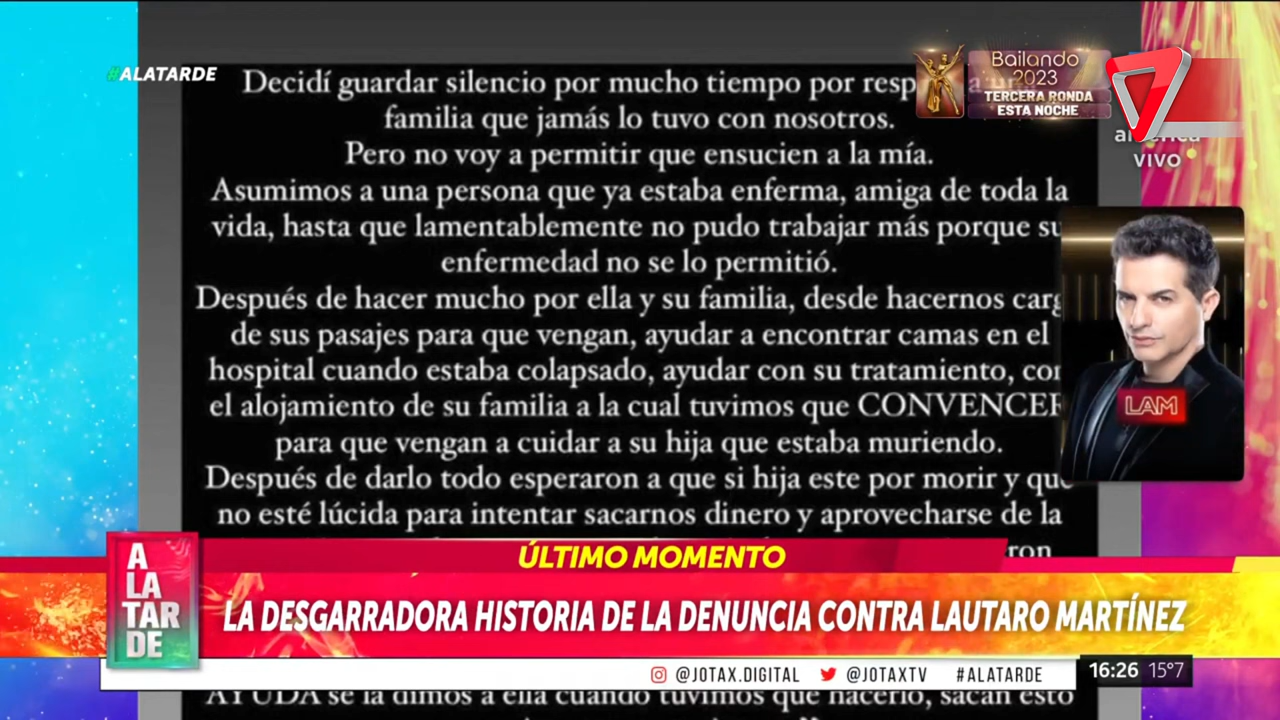 #ALATARDE
Bailando
2023
TERCERA RONDA
ESTA NOCHE
américa
VIVO
Decidí guardar silencio por mucho tiempo por
familia que jamás lo tuvo con nosotros.
Pero no voy a permitir que ensucien a la mía.
Asumimos a una persona que ya estaba enferma, amiga de toda la
vida, hasta que lamentablemente no pudo trabajar más porque su
enfermedad no se lo permitió.
Después de hacer mucho por ella y su familia, desde hacernos carg
de sus pasajes para que vengan, ayudar a encontrar camas en el
hospital cuando estaba colapsado, ayudar con su tratamiento, con
el alojamiento de su familia a la cual tuvimos que CONVENCER
para que vengan a cuidar a su hija que estaba muriendo.
Después de darlo todo esperaron a que si hija este por morir y que
no esté lúcida para intentar sacarnos dinero y aprovecharse de la
LAM
A
LA
TAR
DE
ÚLTIMO MOMENTO
LA DESGARRADORA HISTORIA DE LA DENUNCIA CONTRA LAUTARO MARTÍNEZ
@JOTAX.DIGITAL @JOTAXTV #ALATARDE
16:26 15°7
AYUDA se la dimos a ella cuando tuvimos que hacerlo, sacan esto